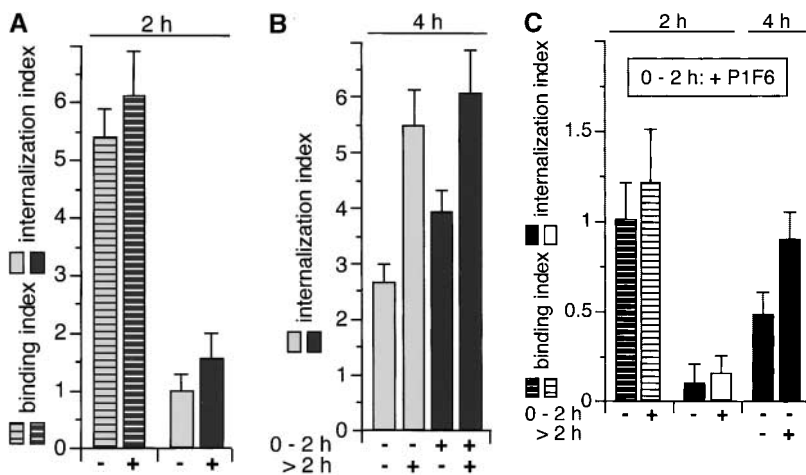 A
2 h
binding index
internalization index
6
5
4
3
2
1
0
- + - +
B
4 h
internalization index
6
5
4
3
2
1
0
0 - 2 h - - + +
> 2 h - + - +
C
2 h 4 h
0 - 2 h: + P1F6
binding index
internalization index
2
1.5
1
0.5
0
0 - 2 h - + - + - -
> 2 h - +